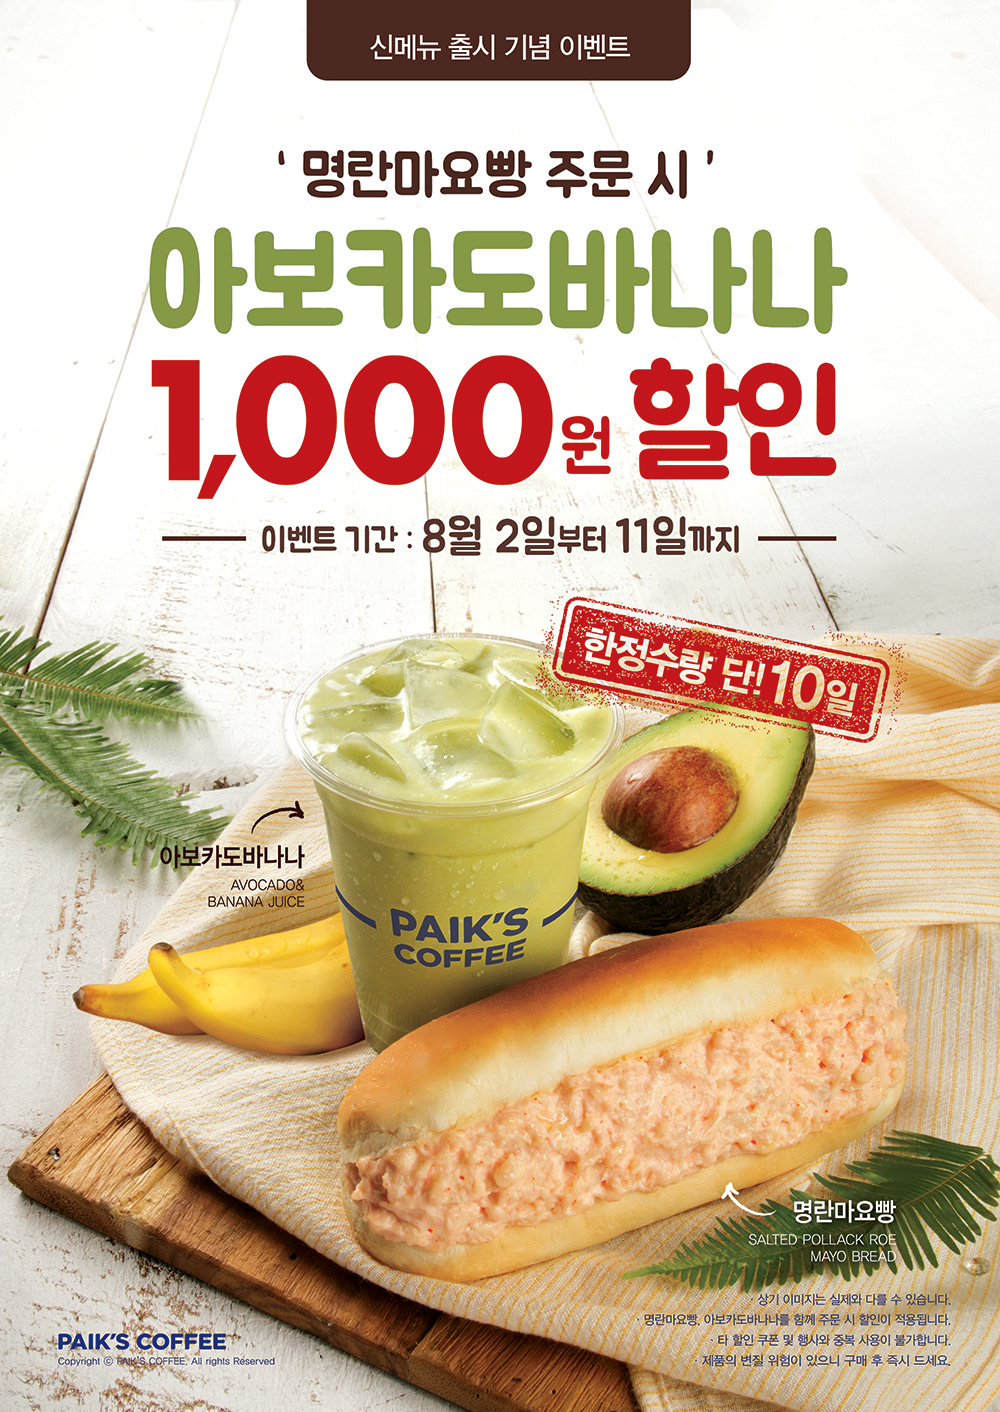 신메뉴 출시 기념 이벤트
‘ 명란마요빵 주문 시 ’
아보카도바나나
1,000원 할인
이벤트 기간 : 8월 2일부터 11일까지
한정수량 단! 10일
아보카도바나나
AVOCADO&
BANANA JUICE
PAIK'S
COFFEE
명란마요빵
SALTED POLLACK ROE
MAYO BREAD
· 상기 이미지는 실제와 다를 수 있습니다.
· 명란마요빵, 아보카도바나나를 함께 주문 시 할인이 적용됩니다.
· 타 할인 쿠폰 및 행사와 중복 사용이 불가합니다.
· 제품의 변질 위험이 있으니 구매 후 즉시 드세요.
PAIK'S COFFEE
Copyright © PAIK'S COFFEE, All rights Reserved